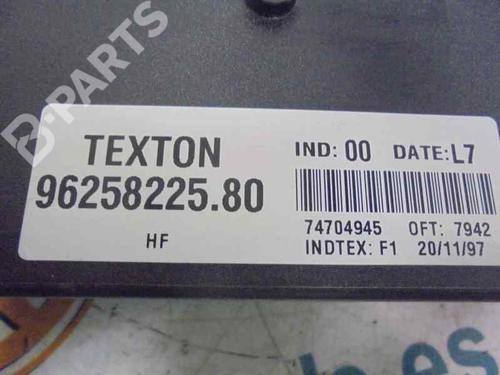 B-PARTS
TEXTON
96258225.80
HF
IND: 00 DATE: L7
74704945 OFT: 7942
INDTEX: F1 20/11/97